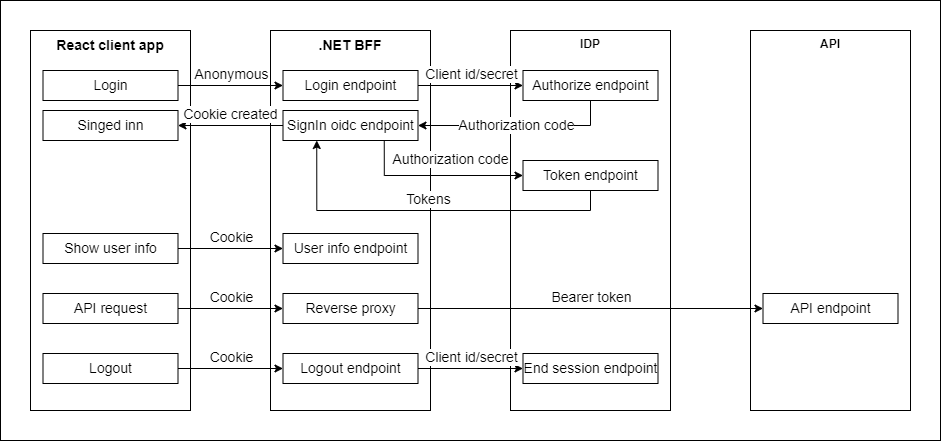 React client app
.NET BFF
IDP
API
Login
Anonymous
Login endpoint
Client id/secret
Authorize endpoint
Singed inn
Cookie created
SignIn oidc endpoint
Authorization code
Authorization code
Token endpoint
Tokens
Show user info
Cookie
User info endpoint
API request
Cookie
Reverse proxy
Bearer token
API endpoint
Logout
Cookie
Logout endpoint
Client id/secret
End session endpoint